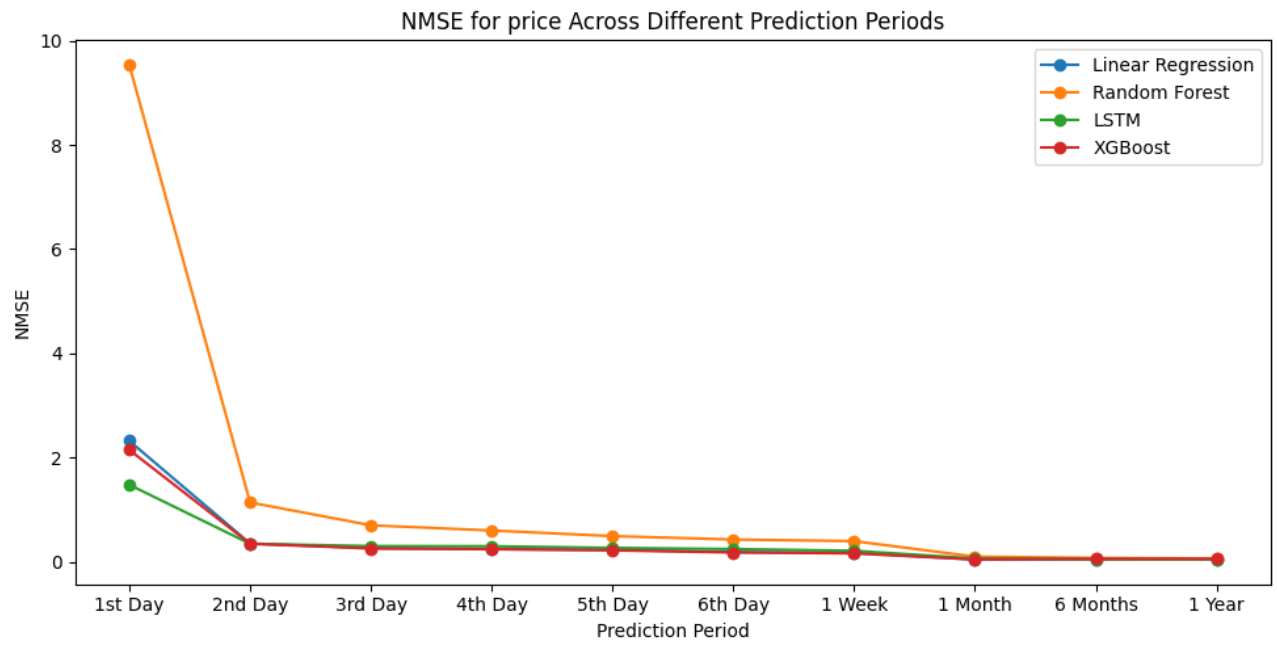 NMSE for price Across Different Prediction Periods
10
8
6
4
2
0
NMSE
Linear Regression
Random Forest
LSTM
XGBoost
1st Day 2nd Day 3rd Day 4th Day 5th Day 6th Day 1 Week 1 Month 6 Months 1 Year
Prediction Period